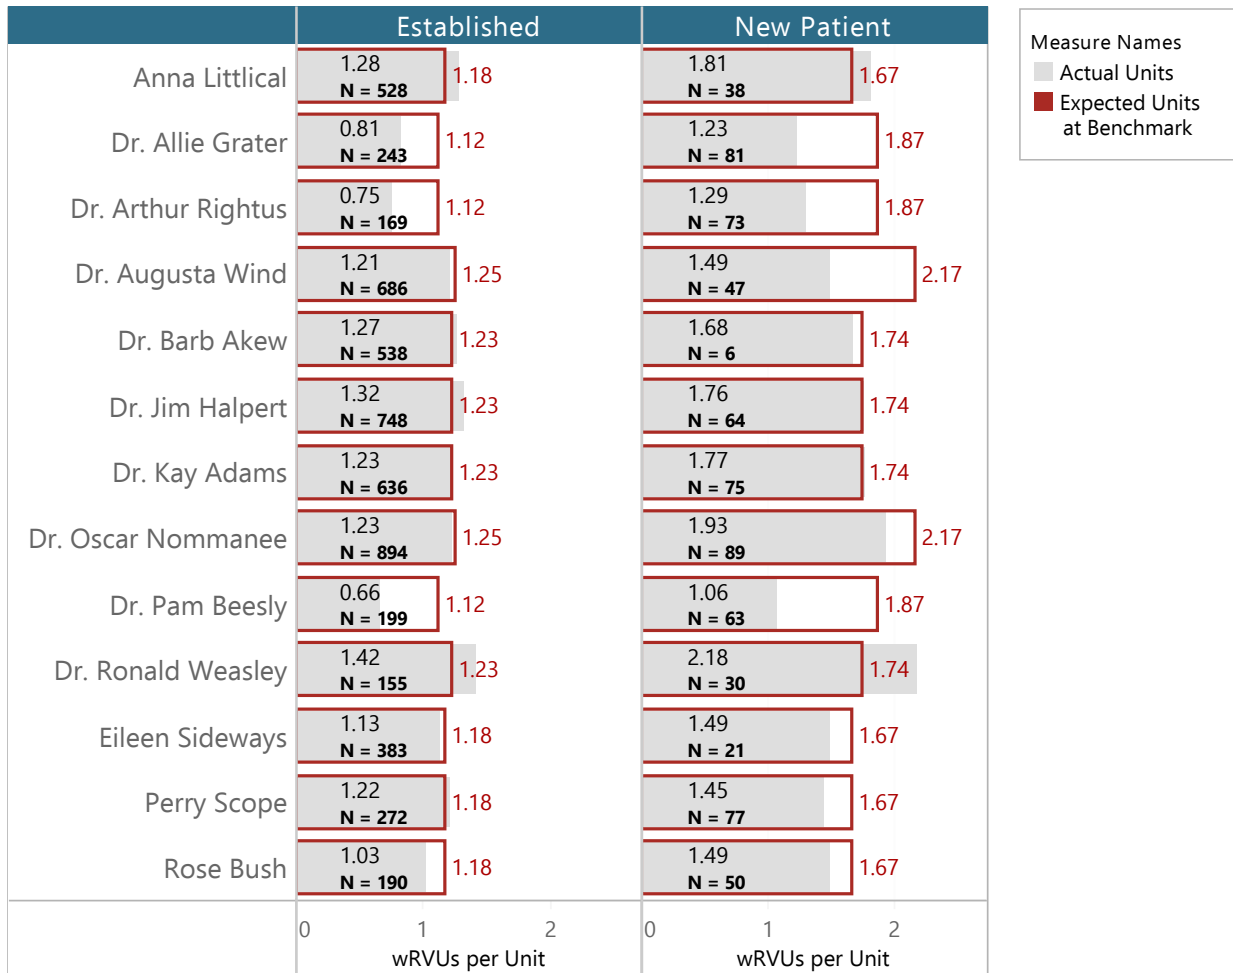 Established New Patient
Measure Names
Actual Units
Expected Units
at Benchmark
Anna Littlical 1.28 N = 528 1.18 1.81 N = 38 1.67
Dr. Allie Grater 0.81 N = 243 1.12 1.23 N = 81 1.87
Dr. Arthur Rightus 0.75 N = 169 1.12 1.29 N = 73 1.87
Dr. Augusta Wind 1.21 N = 686 1.25 1.49 N = 47 2.17
Dr. Barb Akew 1.27 N = 538 1.23 1.68 N = 6 1.74
Dr. Jim Halpert 1.32 N = 748 1.23 1.76 N = 64 1.74
Dr. Kay Adams 1.23 N = 636 1.23 1.77 N = 75 1.74
Dr. Oscar Nommanee 1.23 N = 894 1.25 1.93 N = 89 2.17
Dr. Pam Beesly 0.66 N = 199 1.12 1.06 N = 63 1.87
Dr. Ronald Weasley 1.42 N = 155 1.23 2.18 N = 30 1.74
Eileen Sideways 1.13 N = 383 1.18 1.49 N = 21 1.67
Perry Scope 1.22 N = 272 1.18 1.45 N = 77 1.67
Rose Bush 1.03 N = 190 1.18 1.49 N = 50 1.67
0 1 2 0 1 2
wRVUs per Unit wRVUs per Unit